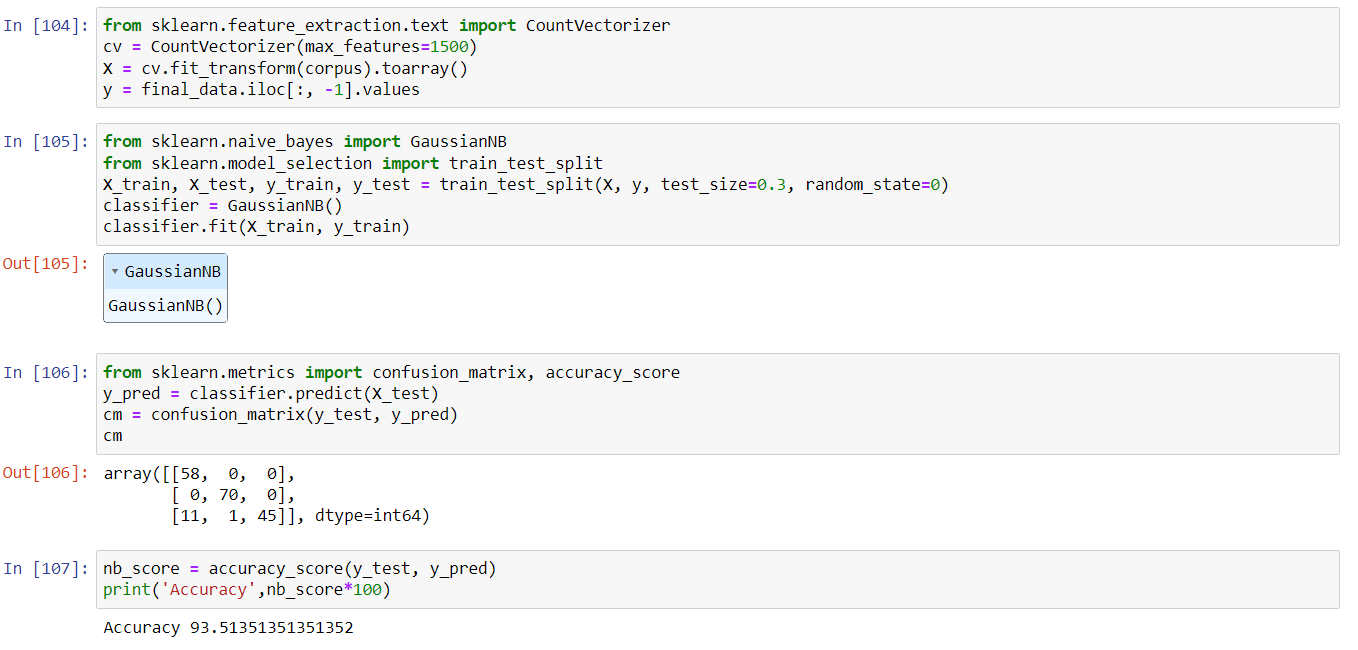 In [104]: from sklearn.feature_extraction.text import CountVectorizer
cv = CountVectorizer(max_features=1500)
X = cv.fit_transform(corpus).toarray()
y = final_data.iloc[:, -1].values
In [105]: from sklearn.naive_bayes import GaussianNB
from sklearn.model_selection import train_test_split
X_train, X_test, y_train, y_test = train_test_split(X, y, test_size=0.3, random_state=0)
classifier = GaussianNB()
classifier.fit(X_train, y_train)
Out[105]: ▾ GaussianNB
GaussianNB()
In [106]: from sklearn.metrics import confusion_matrix, accuracy_score
y_pred = classifier.predict(X_test)
cm = confusion_matrix(y_test, y_pred)
cm
Out[106]: array([[58,  0,  0],
[ 0, 70,  0],
[11,  1, 45]], dtype=int64)
In [107]: nb_score = accuracy_score(y_test, y_pred)
print('Accuracy',nb_score*100)
Accuracy 93.51351351351352